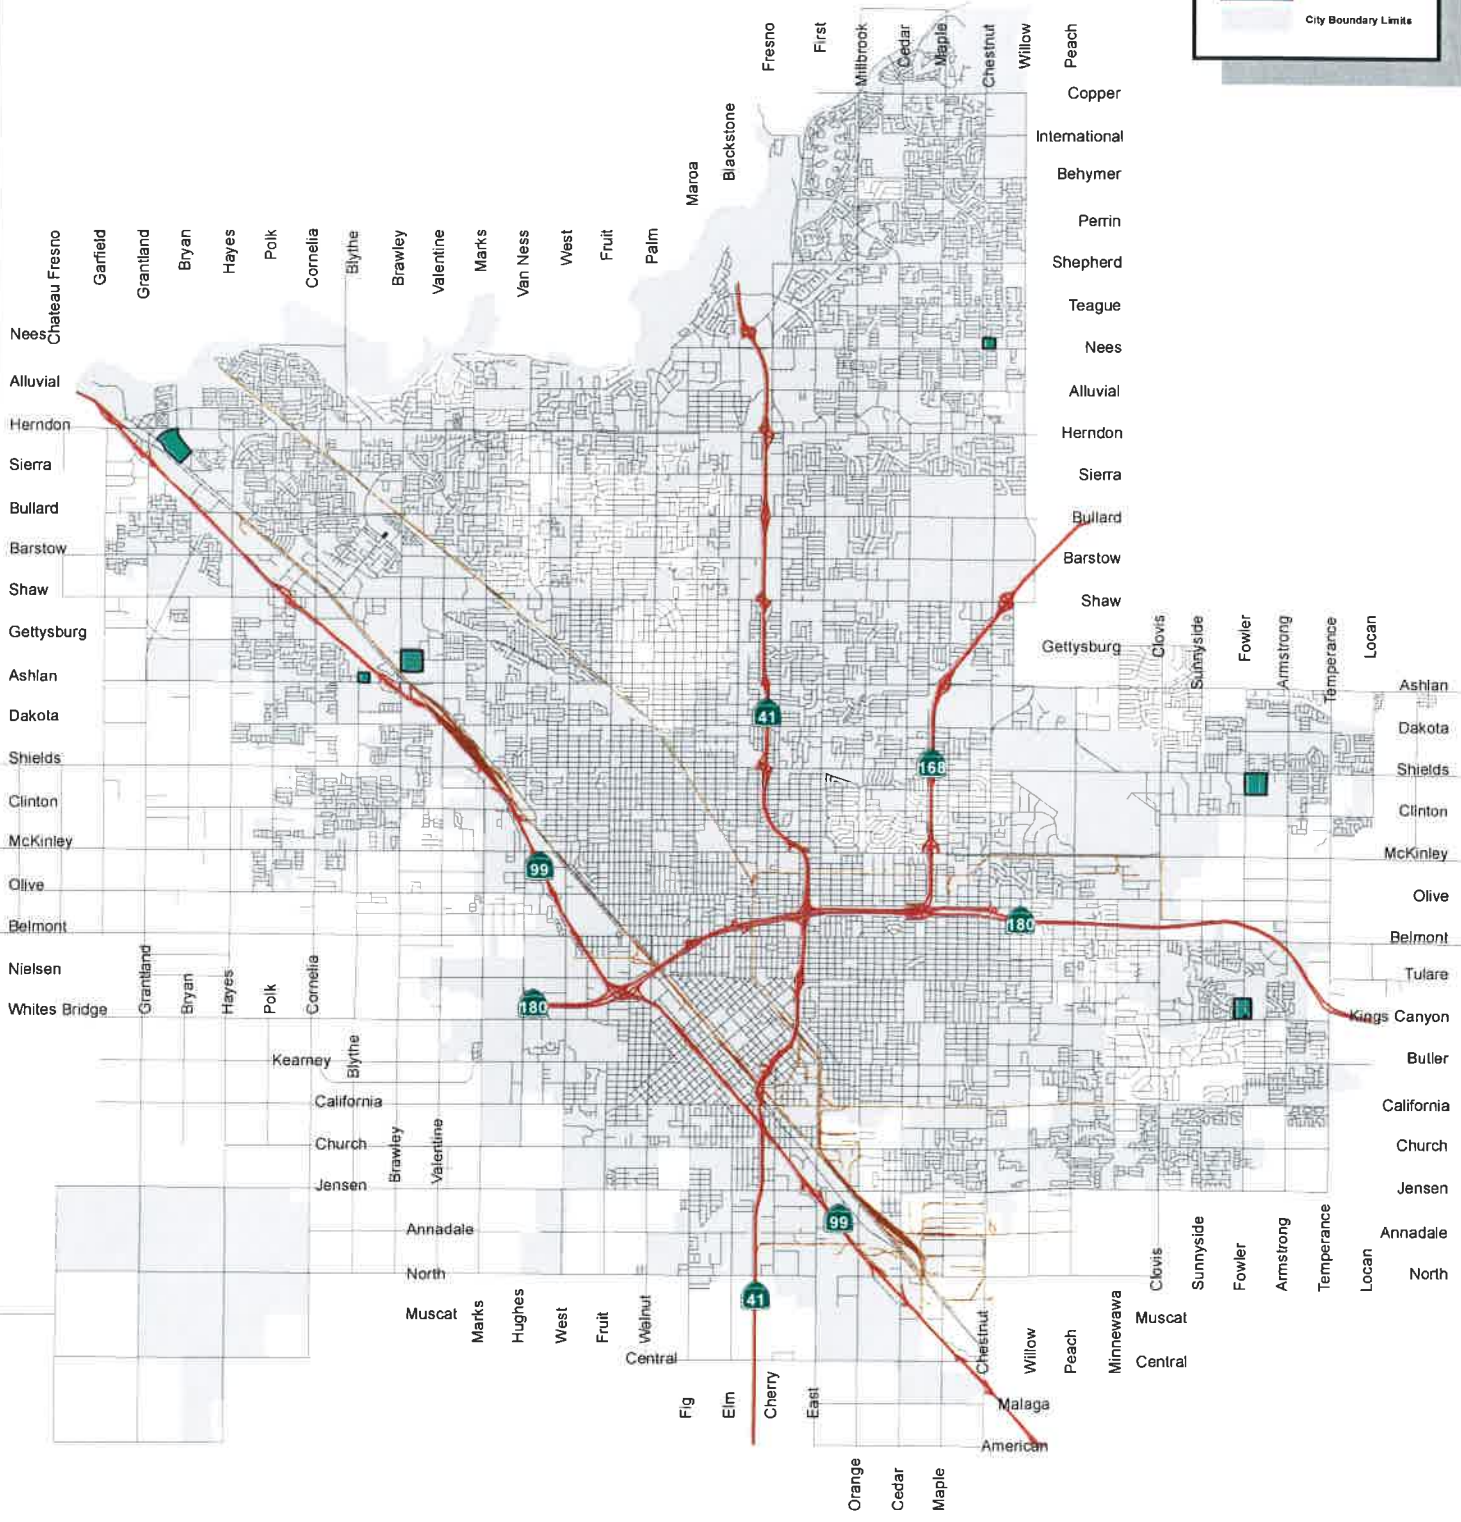 City Boundary Limits
Fresno
First
Millbrook
Cedar
Maple
Chestnut
Willow
Peach
Copper
International
Behymer
Perrin
Shepherd
Teague
Nees
Alluvial
Herndon
Sierra
Bullard
Barstow
Shaw
Gettysburg
Maroa
Blackstone
Chateau Fresno
Garfield
Grantland
Bryan
Hayes
Polk
Cornelia
Blythe
Brawley
Valentine
Marks
Van Ness
West
Fruit
Palm
Nees
Alluvial
Herndon
Sierra
Bullard
Barstow
Shaw
Gettysburg
Ashlan
Dakota
Shields
Clinton
McKinley
Olive
Belmont
Nielsen
Whites Bridge
Clovis
Sunnyside
Fowler
Armstrong
Temperance
Locan
Ashlan
Dakota
Shields
Clinton
McKinley
Olive
Belmont
Tulare
Kings Canyon
Butler
California
Church
Jensen
Annadale
North
41
168
99
180
180
99
41
Grantland
Bryan
Hayes
Polk
Cornelia
Kearney
Blythe
California
Church
Brawley
Valentine
Jensen
Annadale
North
Muscat
Marks
Hughes
West
Fruit
Walnut
Central
Fig
Elm
Cherry
East
Orange
Cedar
Maple
Chestnut
Willow
Peach
Minnewawa
Clovis
Sunnyside
Fowler
Armstrong
Temperance
Locan
Muscat
Central
Malaga
American